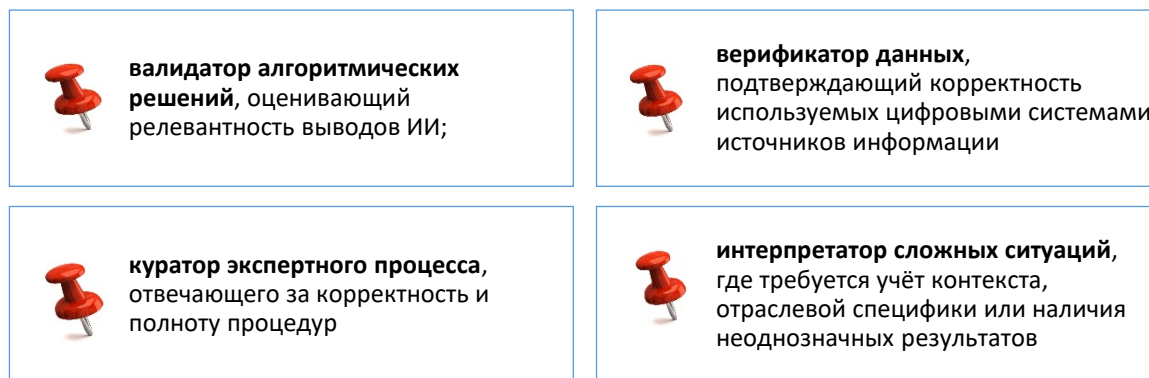 валидатор алгоритмических
решений, оценивающий
релевантность выводов ИИ;
верификатор данных,
подтверждающий корректность
используемых цифровыми системами
источников информации
куратор экспертного процесса,
отвечающего за корректность и
полноту процедур
интерпретатор сложных ситуаций,
где требуется учёт контекста,
отраслевой специфики или наличия
неоднозначных результатов